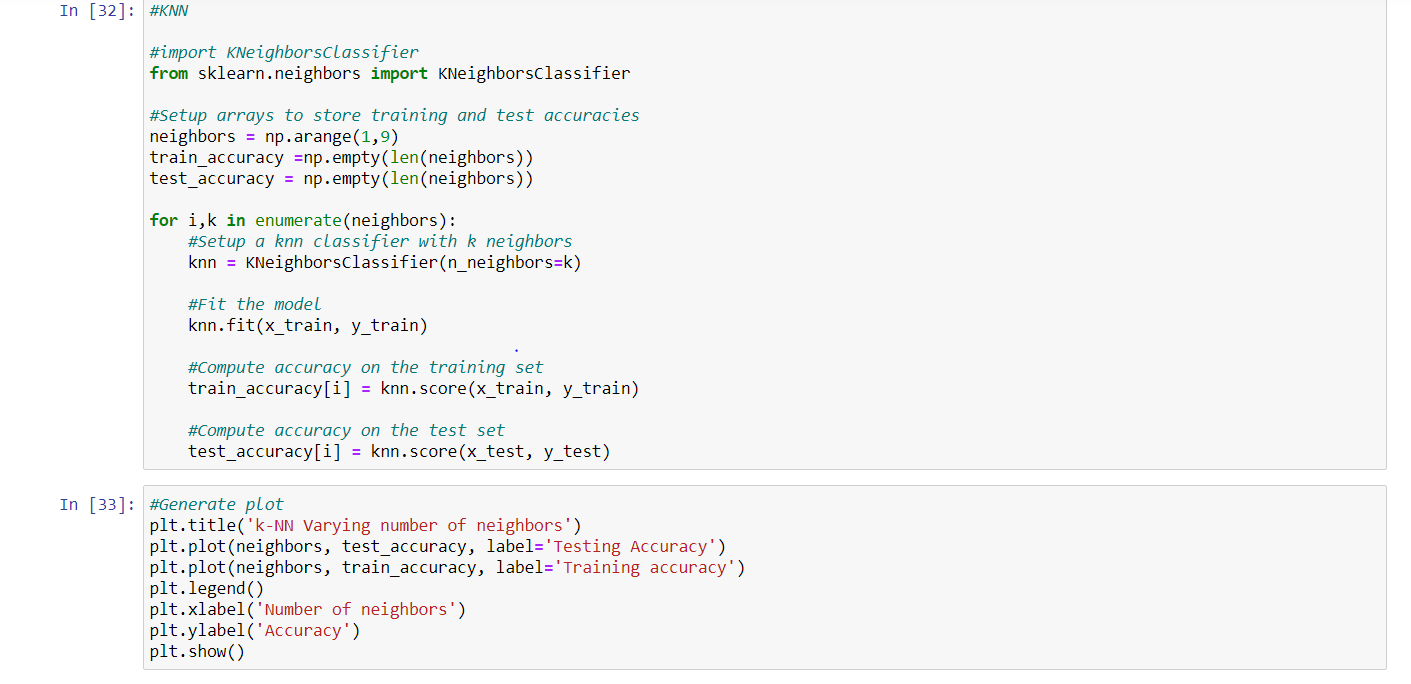 In [32]: #KNN
#import KNeighborsClassifier
from sklearn.neighbors import KNeighborsClassifier
#Setup arrays to store training and test accuracies
neighbors = np.arange(1,9)
train_accuracy =np.empty(len(neighbors))
test_accuracy = np.empty(len(neighbors))
for i,k in enumerate(neighbors):
    #Setup a knn classifier with k neighbors
    knn = KNeighborsClassifier(n_neighbors=k)
    #Fit the model
    knn.fit(x_train, y_train)
    #Compute accuracy on the training set
    train_accuracy[i] = knn.score(x_train, y_train)
    #Compute accuracy on the test set
    test_accuracy[i] = knn.score(x_test, y_test)
In [33]: #Generate plot
plt.title('k-NN Varying number of neighbors')
plt.plot(neighbors, test_accuracy, label='Testing Accuracy')
plt.plot(neighbors, train_accuracy, label='Training accuracy')
plt.legend()
plt.xlabel('Number of neighbors')
plt.ylabel('Accuracy')
plt.show()